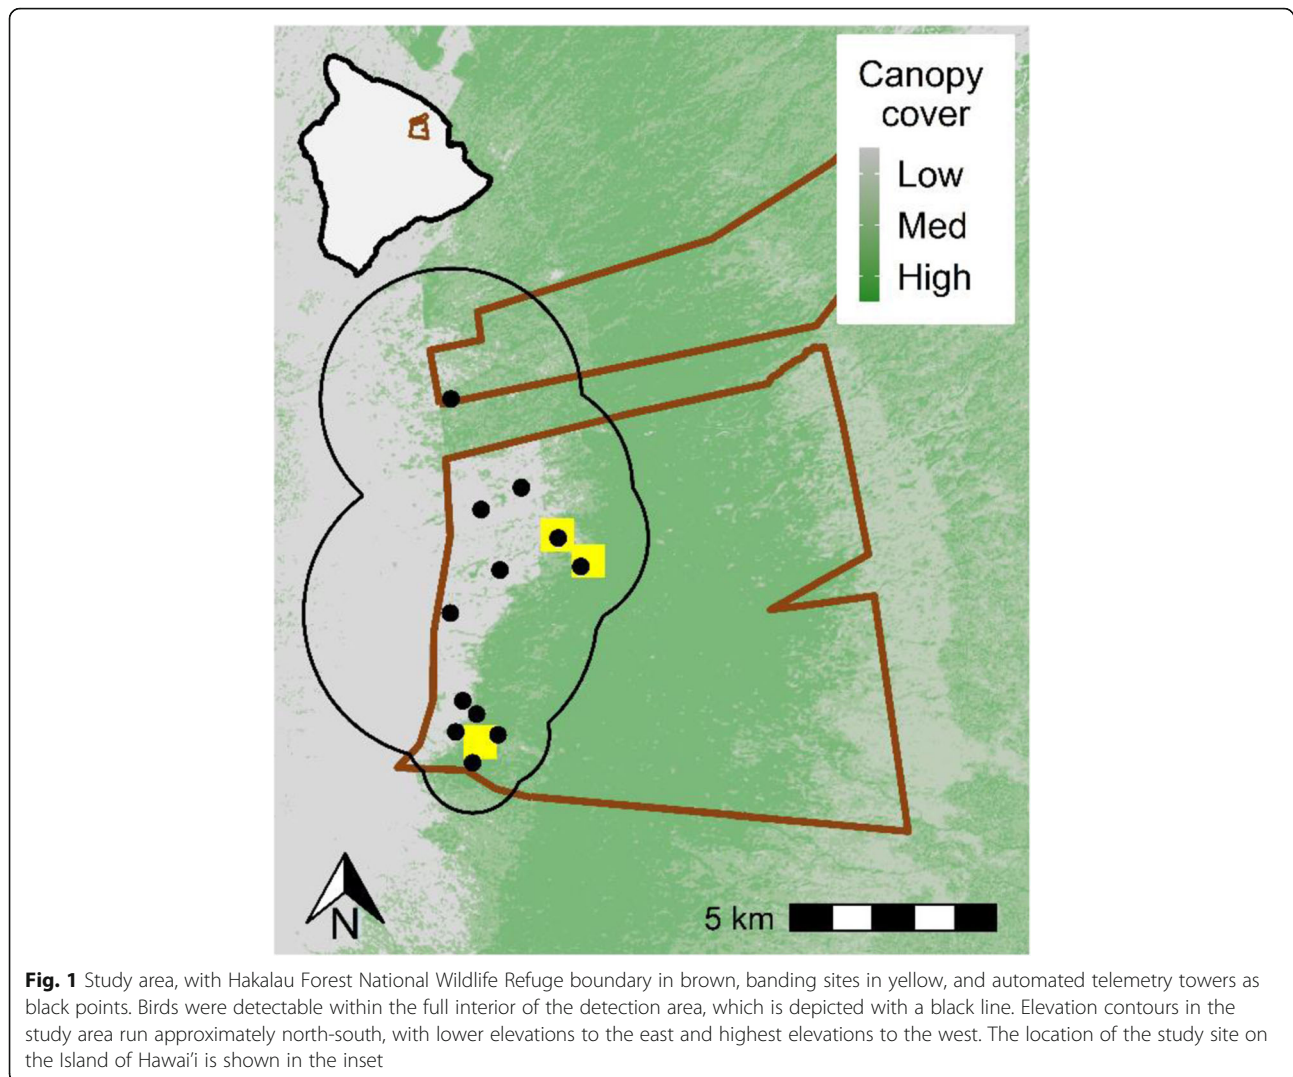 Canopy
cover
Low
Med
High
N
5 km
Fig. 1 Study area, with Hakalau Forest National Wildlife Refuge boundary in brown, banding sites in yellow, and automated telemetry towers as
black points. Birds were detectable within the full interior of the detection area, which is depicted with a black line. Elevation contours in the
study area run approximately north-south, with lower elevations to the east and highest elevations to the west. The location of the study site on
the Island of Hawai‘i is shown in the inset